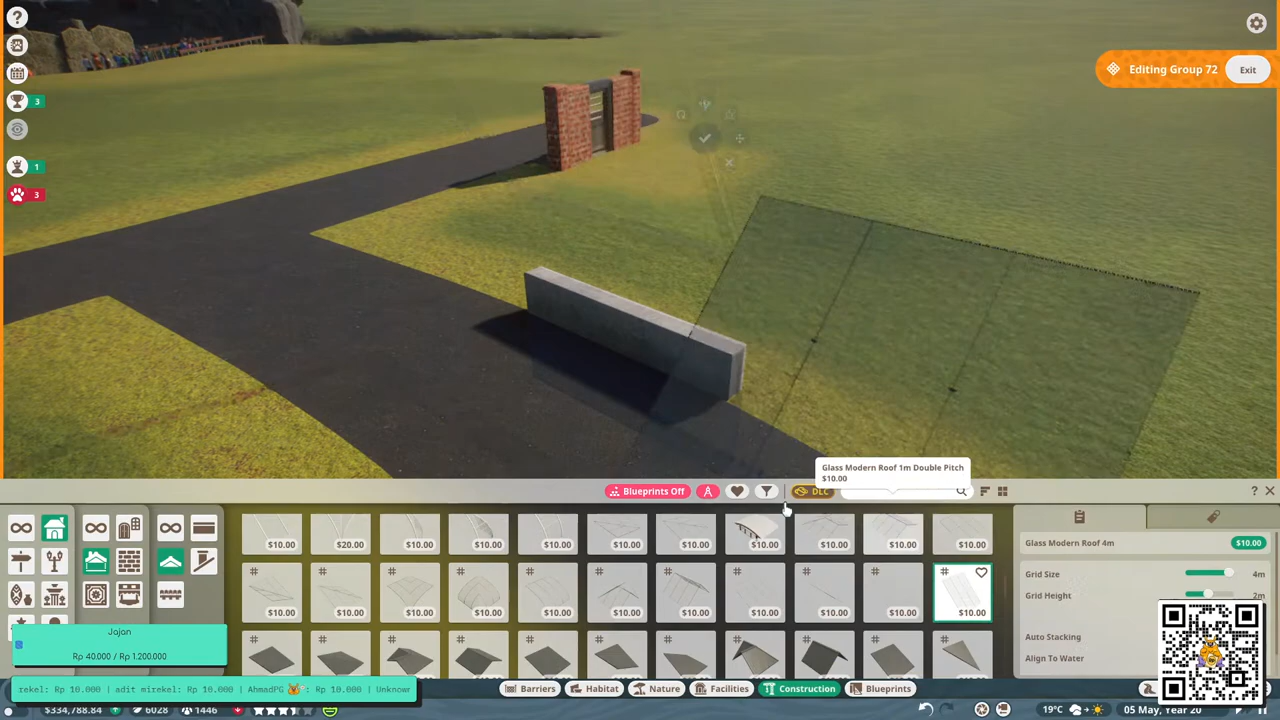 ?
Editing Group 72
Exit
3
1
3
Glass Modern Roof 1m Double Pitch
$10.00
Blueprints Off
DLC
?
$10.00
$20.00
$10.00
$10.00
$10.00
$10.00
$10.00
$10.00
$10.00
$10.00
$10.00
Glass Modern Roof 4m
$10.00
Grid Size
4m
Grid Height
2m
$10.00
$10.00
$10.00
$10.00
$10.00
$10.00
$10.00
$10.00
$10.00
$10.00
$10.00
Auto Stacking
Align To Water
Jajan
Rp 40.000 / Rp 1.200.000
rekel: Rp 10.000 | adit mirekel: Rp 10.000 | AhmadPG : Rp 10.000 | Unknowr
Barriers
Habitat
Nature
Facilities
Construction
Blueprints
$334,788.84
6028
1446
19°C
05 May, Year 20